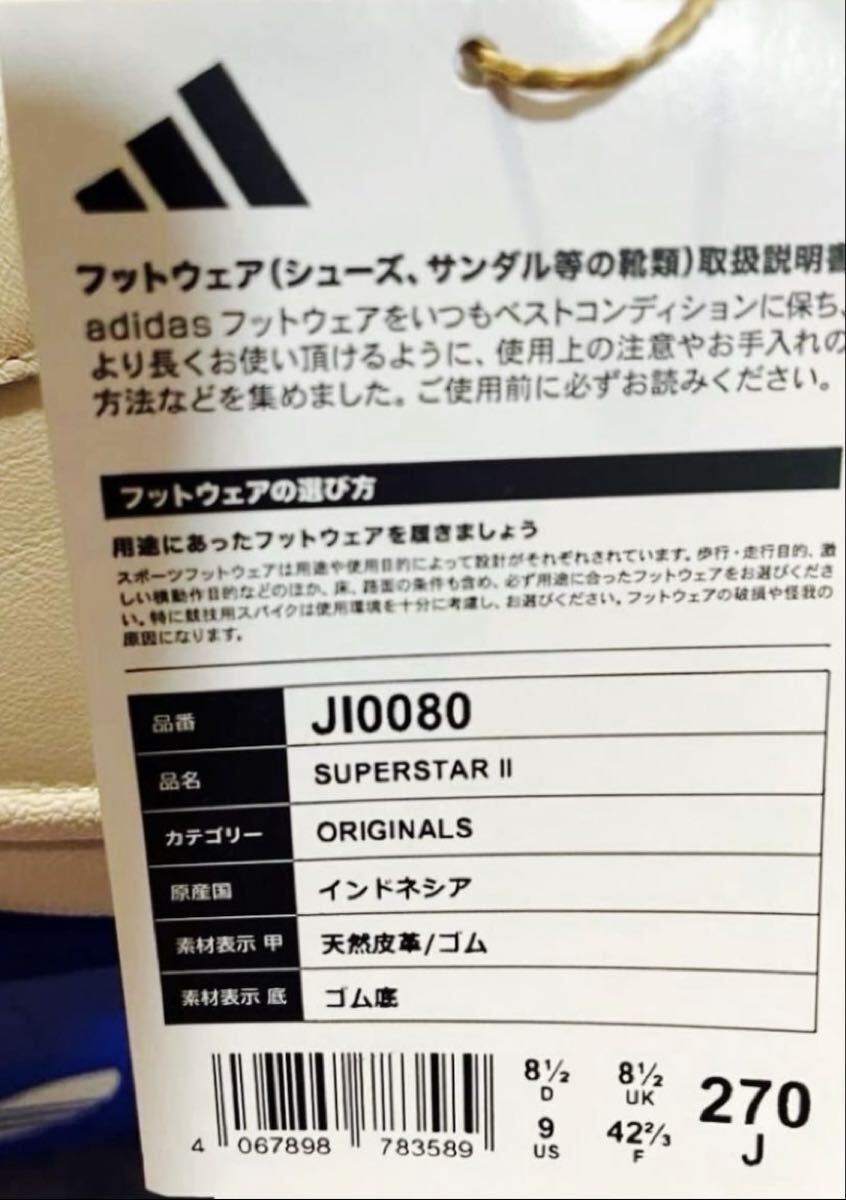 フットウェア(シューズ、サンダル等の靴類)取扱説明書
adidas フットウェアをいつもベストコンディションに保ち、
より長くお使い頂けるように、使用上の注意やお手入れの
方法などを集めました。ご使用前に必ずお読みください。
フットウェアの選び方
用途にあったフットウェアを履きましょう
スポーツフットウェアは用途や使用目的によって設計がそれぞれされています。歩行・走行目的、激
しい横動作目的などのほか、床、路面の条件も含め、必ず用途に合ったフットウェアをお選びくださ
い。特に競技用スパイクは使用環境を十分に考慮し、お選びください。フットウェアの破損や怪我の
原因になります。
品番 JI0080
品名 SUPERSTAR II
カテゴリー ORIGINALS
原産国 インドネシア
素材表示 甲 天然皮革/ゴム
素材表示 底 ゴム底
8½ D 8½ UK
9 US 42⅔ F
270 J
4 067898 783589